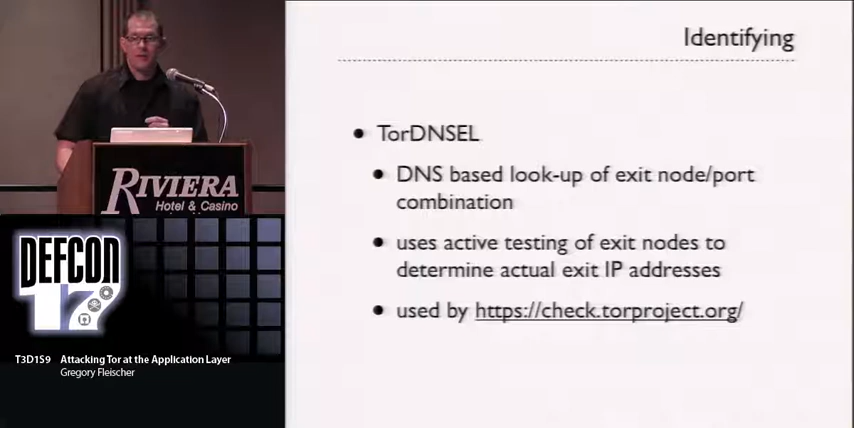 Identifying
• TorDNSEL
• DNS based look-up of exit node/port
combination
• uses active testing of exit nodes to
determine actual exit IP addresses
• used by https://check.torproject.org/
RIVIERA
Hotel & Casino
DEFCON
17
T3D1S9 Attacking Tor at the Application Layer
Gregory Fleischer